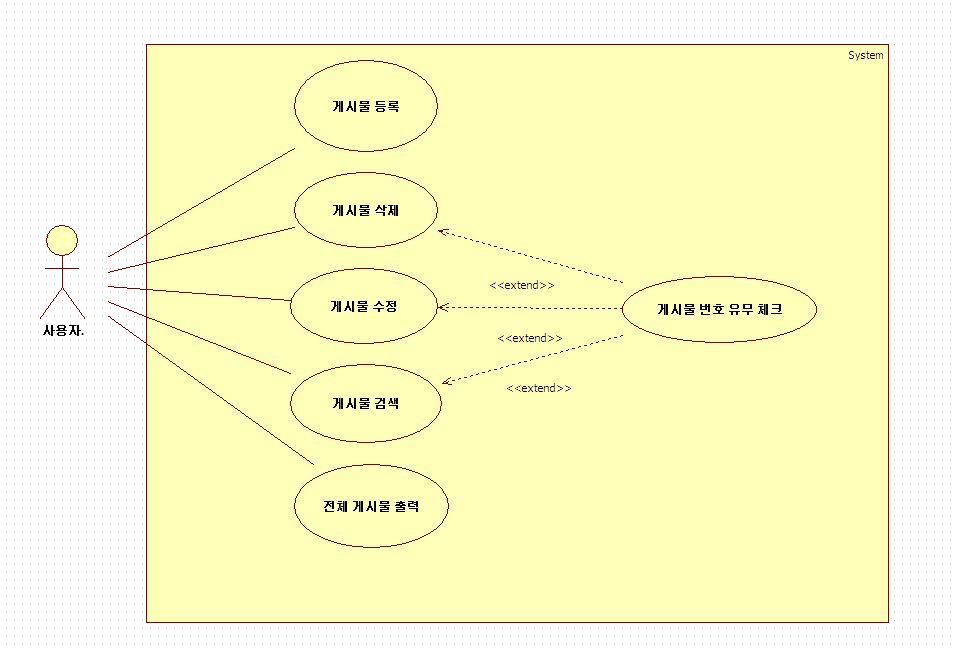 System
게시물 등록
게시물 삭제
<<extend>>
게시물 수정
게시물 번호 유무 체크
사용자.
<<extend>>
<<extend>>
게시물 검색
전체 게시물 출력